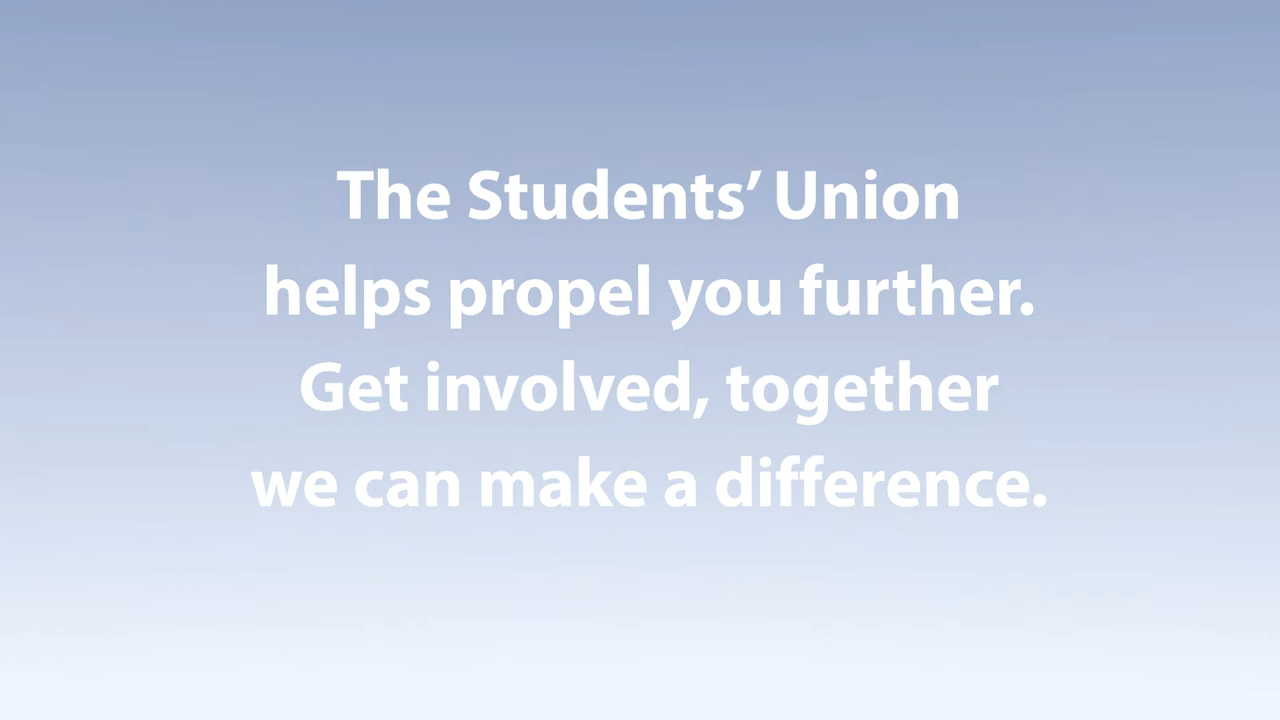 The Students’ Union
helps propel you further.
Get involved, together
we can make a difference.